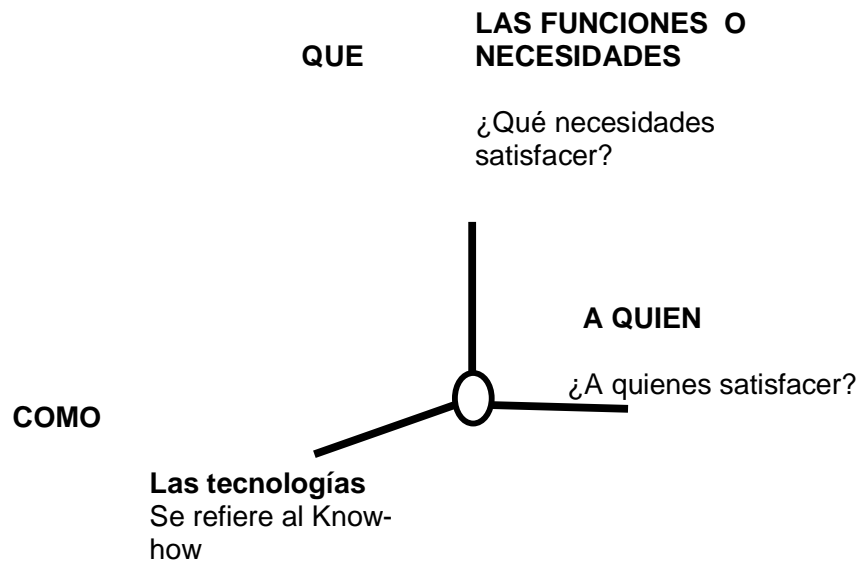 QUE
LAS FUNCIONES O
NECESIDADES
¿Qué necesidades
satisfacer?
A QUIEN
¿A quienes satisfacer?
COMO
Las tecnologías
Se refiere al Know-
how